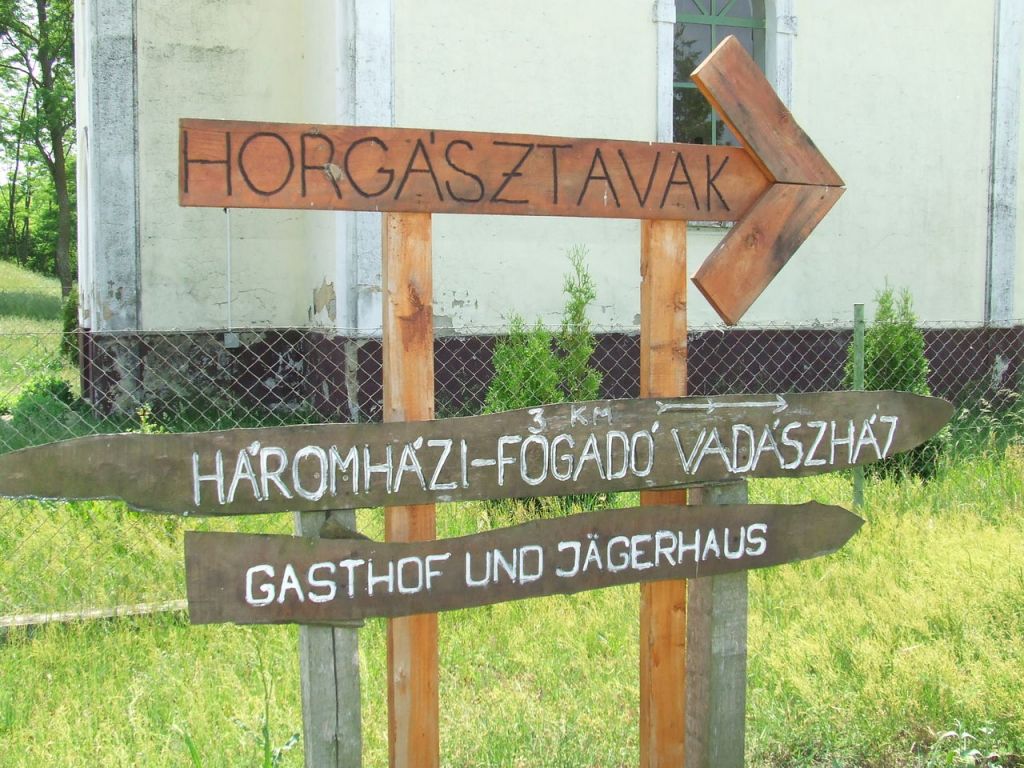 HORGÁSZTAVAK
3 KM
HÁROMHÁZI-FOGADÓ VADÁSZHÁZ
GASTHOF UND JÄGERHAUS